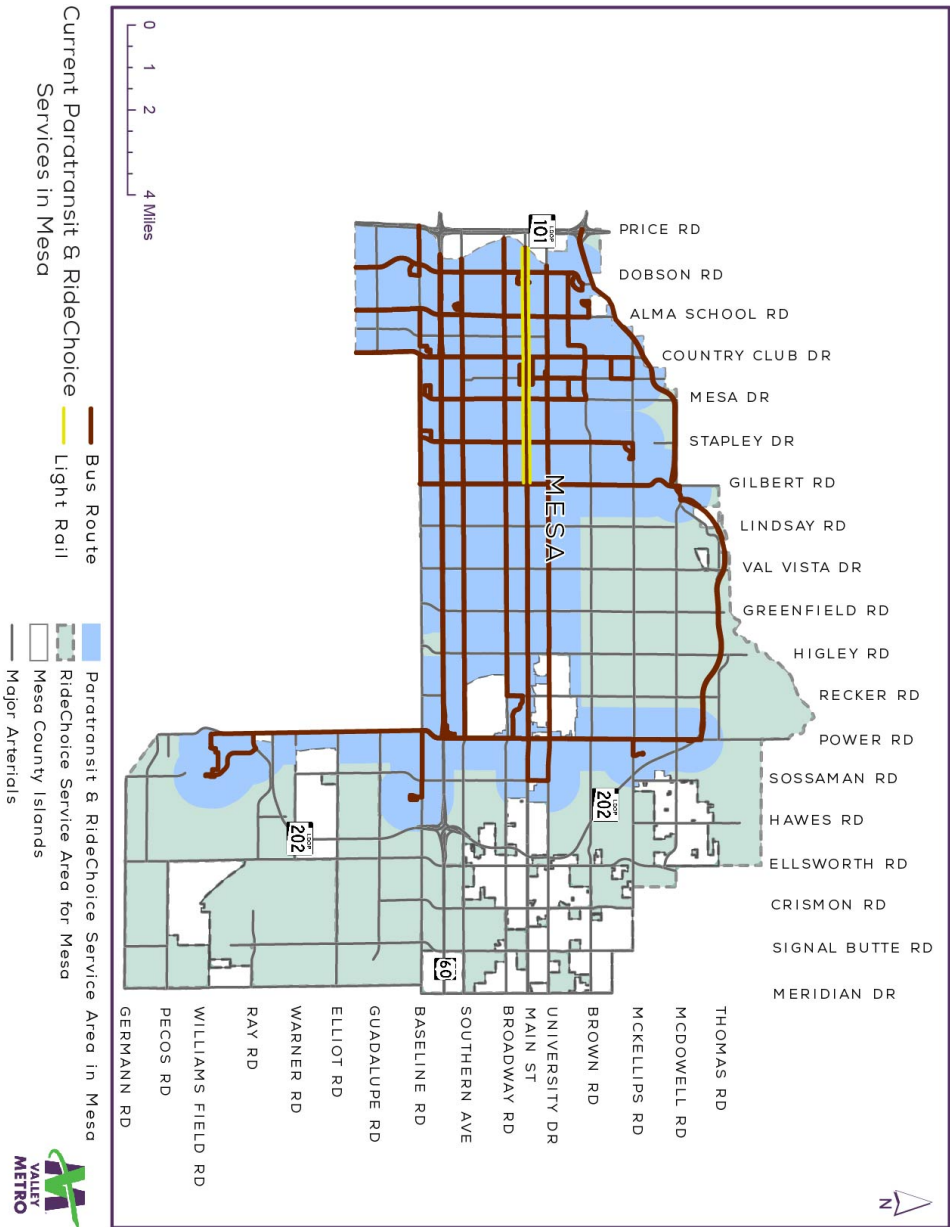 PRICE RD
DOBSON RD
ALMA SCHOOL RD
COUNTRY CLUB DR
MESA DR
STAPLEY DR
GILBERT RD
LINDSAY RD
VAL VISTA DR
GREENFIELD RD
HIGLEY RD
RECKER RD
POWER RD
SOSSAMAN RD
HAWES RD
ELLSWORTH RD
CRISMON RD
SIGNAL BUTTE RD
MERIDIAN DR
THOMAS RD
MCDOWELL RD
MCKELLIPS RD
BROWN RD
UNIVERSITY DR
MAIN ST
BROADWAY RD
SOUTHERN AVE
BASELINE RD
GUADALUPE RD
ELLIOT RD
WARNER RD
RAY RD
WILLIAMS FIELD RD
PECOS RD
GERMANN RD
MESA
LOOP
101
LOOP
202
LOOP
202
60
N
0 1 2 4 Miles
Current Paratransit & RideChoice
Services in Mesa
Bus Route
Light Rail
Paratransit & RideChoice Service Area in Mesa
RideChoice Service Area for Mesa
Mesa County Islands
Major Arterials
VALLEY
METRO